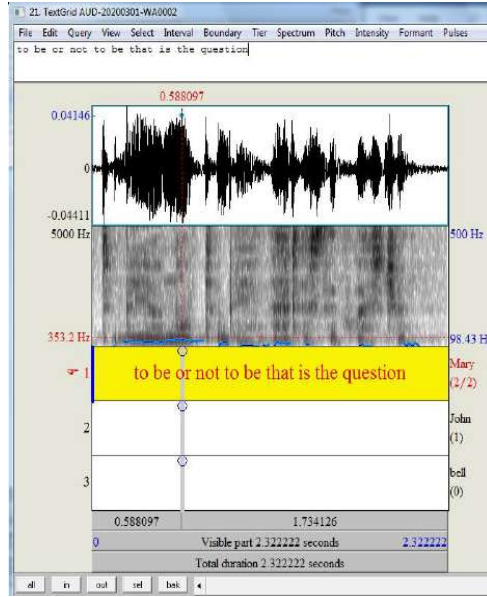 21. TextGrid AUD-20200301-WA0002
File Edit Query View Select Interval Boundary Tier Spectrum Pitch Intensity Formant Pulses
to be or not to be that is the question
0.588097
0.04146
0
-0.04411
5000 Hz 500 Hz
353.2 Hz 98.43 H
1 to be or not to be that is the question Mary
(2/2)
2 John
(1)
3 bell
(0)
0.588097 1.734126
0 Visible part 2.322222 seconds 2.322222
Total duration 2.322222 seconds
all in out sel bak